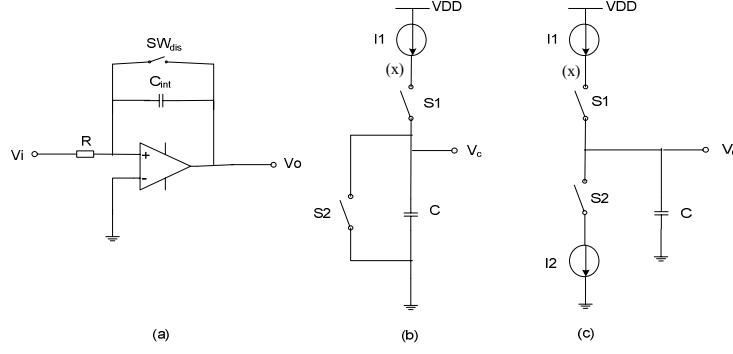 SWdis
Cint
R
Vi
+
-
Vo
(a)
VDD
I1
(x)
S1
Vc
S2
C
(b)
VDD
I1
(x)
S1
S2
C
I2
(c)